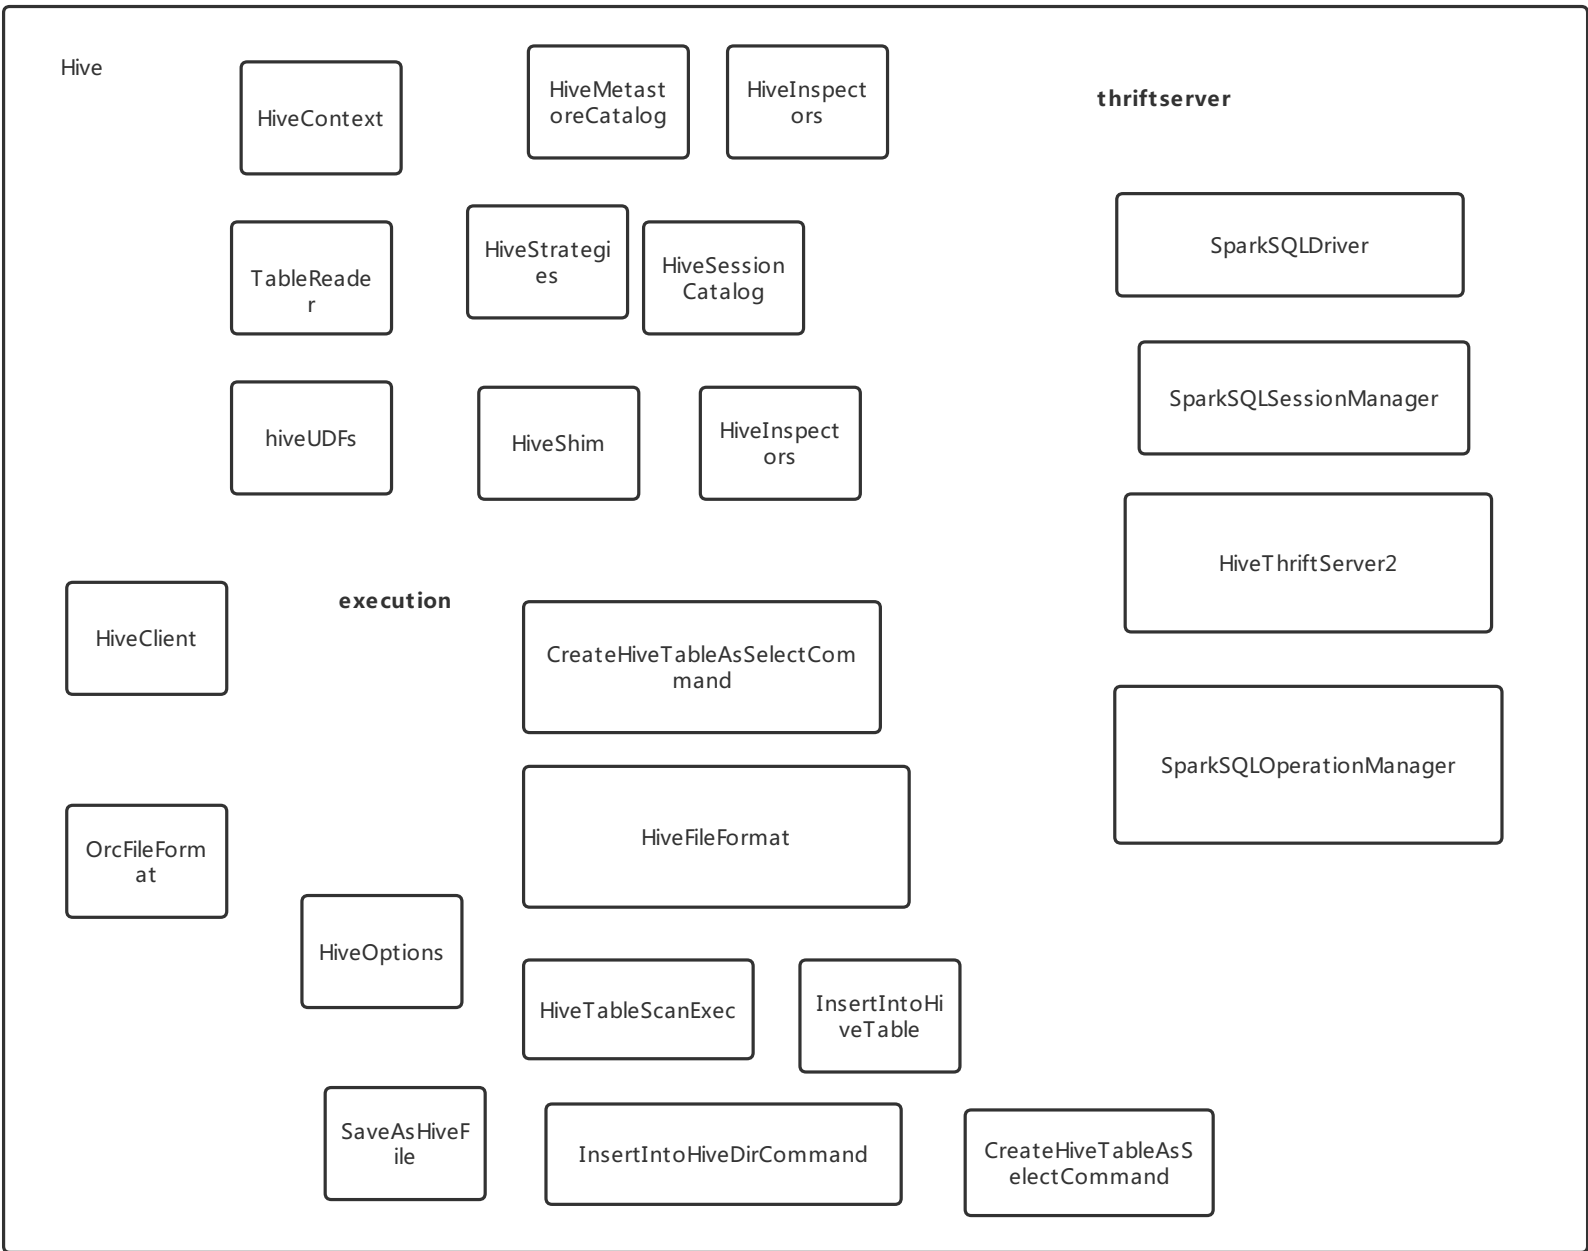 Hive
HiveContext
HiveMetast
oreCatalog
HiveInspect
ors
thriftserver
TableReade
r
HiveStrategi
es
HiveSession
Catalog
SparkSQLDriver
hiveUDFs
HiveShim
HiveInspect
ors
SparkSQLSessionManager
HiveThriftServer2
HiveClient
execution
CreateHiveTableAsSelectCom
mand
SparkSQLOperationManager
OrcFileForm
at
HiveFileFormat
HiveOptions
HiveTableScanExec
InsertIntoHi
veTable
SaveAsHiveF
ile
InsertIntoHiveDirCommand
CreateHiveTableAsS
electCommand